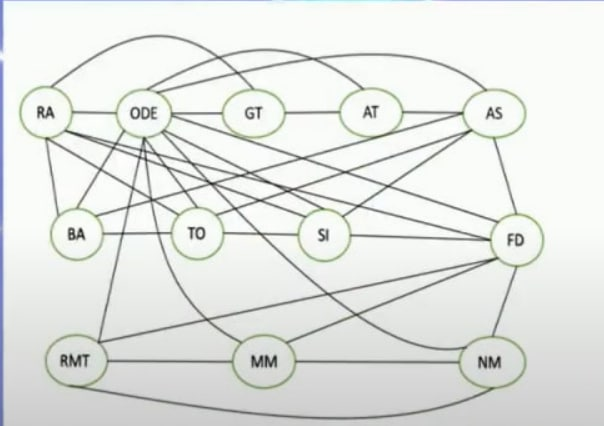 RA ODE GT AT AS
BA TO SI FD
RMT MM NM